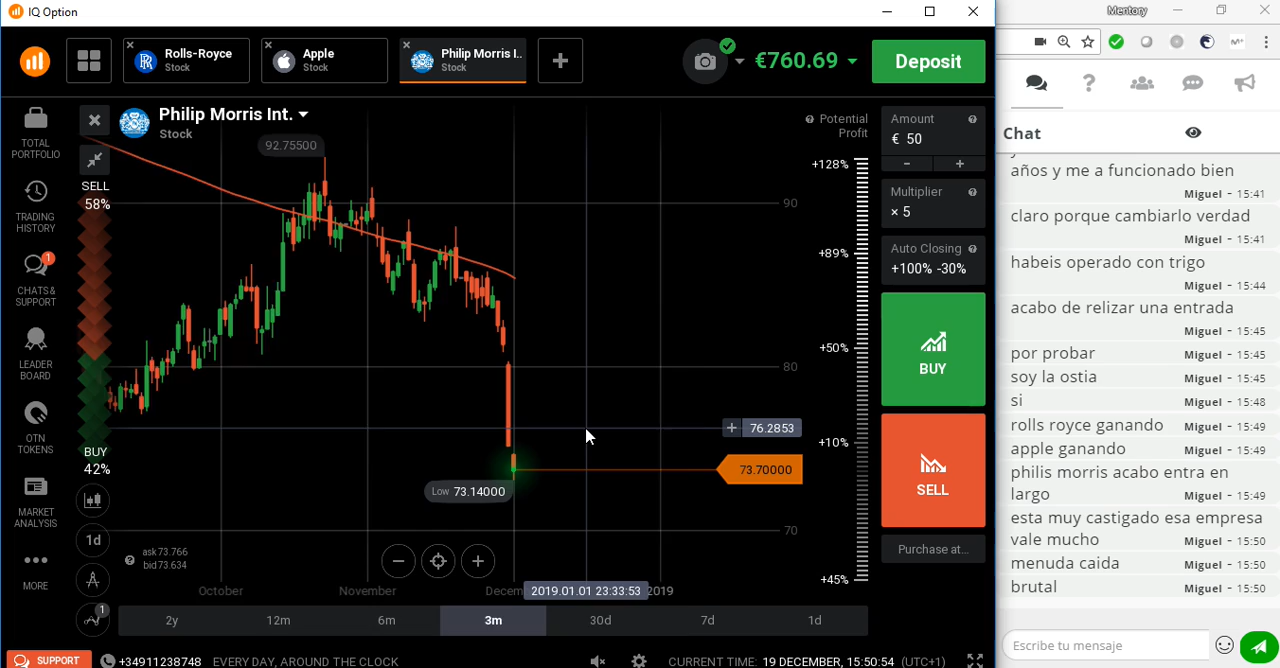 IQ Option
Mentory
Rolls-Royce
Stock
Apple
Stock
Philip Morris I..
Stock
€760.69
Deposit
TOTAL
PORTFOLIO
TRADING
HISTORY
1
CHATS &
SUPPORT
LEADER
BOARD
OTN
TOKENS
MARKET
ANALYSIS
MORE
Philip Morris Int.
Stock
SELL
58%
BUY
42%
1d
1
92.75500
90
80
70
76.2853
73.70000
Low 73.14000
ask 73.766
bid 73.634
October
November
Decem
2019.01.01 23:33:53
2019
2y
12m
6m
3m
30d
7d
1d
Potential
Profit
+128%
+89%
+50%
+10%
+45%
Amount
€ 50
-
+
Multiplier
× 5
Auto Closing
+100% -30%
BUY
SELL
Purchase at...
SUPPORT
+34911238748
EVERY DAY, AROUND THE CLOCK
CURRENT TIME: 19 DECEMBER, 15:50:54 (UTC+1)
Chat
años y me a funcionado bien
Miguel - 15:41
claro porque cambiarlo verdad
Miguel - 15:41
habeis operado con trigo
Miguel - 15:44
acabo de relizar una entrada
Miguel - 15:45
por probar Miguel - 15:45
soy la ostia Miguel - 15:45
si Miguel - 15:48
rolls royce ganando Miguel - 15:49
apple ganando Miguel - 15:49
philis morris acabo entra en
largo Miguel - 15:49
esta muy castigado esa empresa
vale mucho Miguel - 15:50
menuda caida Miguel - 15:50
brutal Miguel - 15:50
Escribe tu mensaje